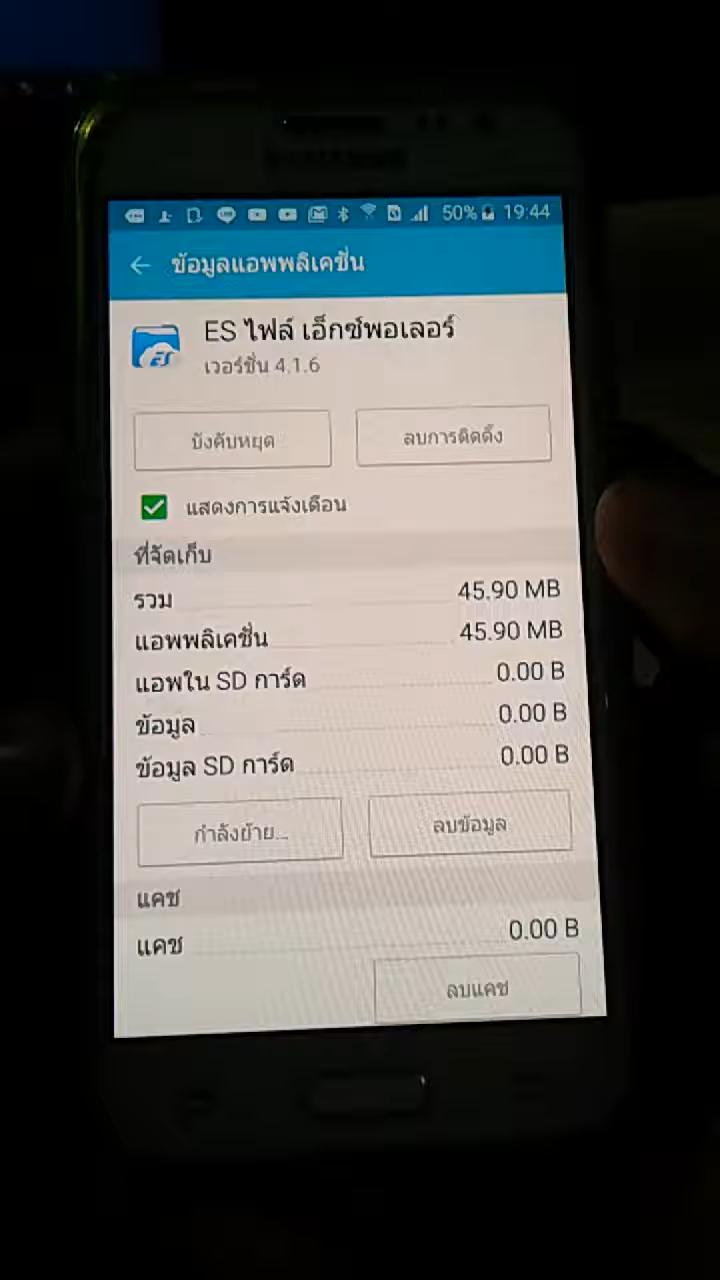 50% 19:44
ข้อมูลแอพพลิเคชั่น
ES ไฟล์ เอ็กซ์พอเลอร์
เวอร์ชั่น 4.1.6
บังคับหยุด
ลบการติดตั้ง
แสดงการแจ้งเตือน
ที่จัดเก็บ
รวม 45.90 MB
แอพพลิเคชั่น 45.90 MB
แอพใน SD การ์ด 0.00 B
ข้อมูล 0.00 B
ข้อมูล SD การ์ด 0.00 B
กำลังย้าย...
ลบข้อมูล
แคช
แคช 0.00 B
ลบแคช